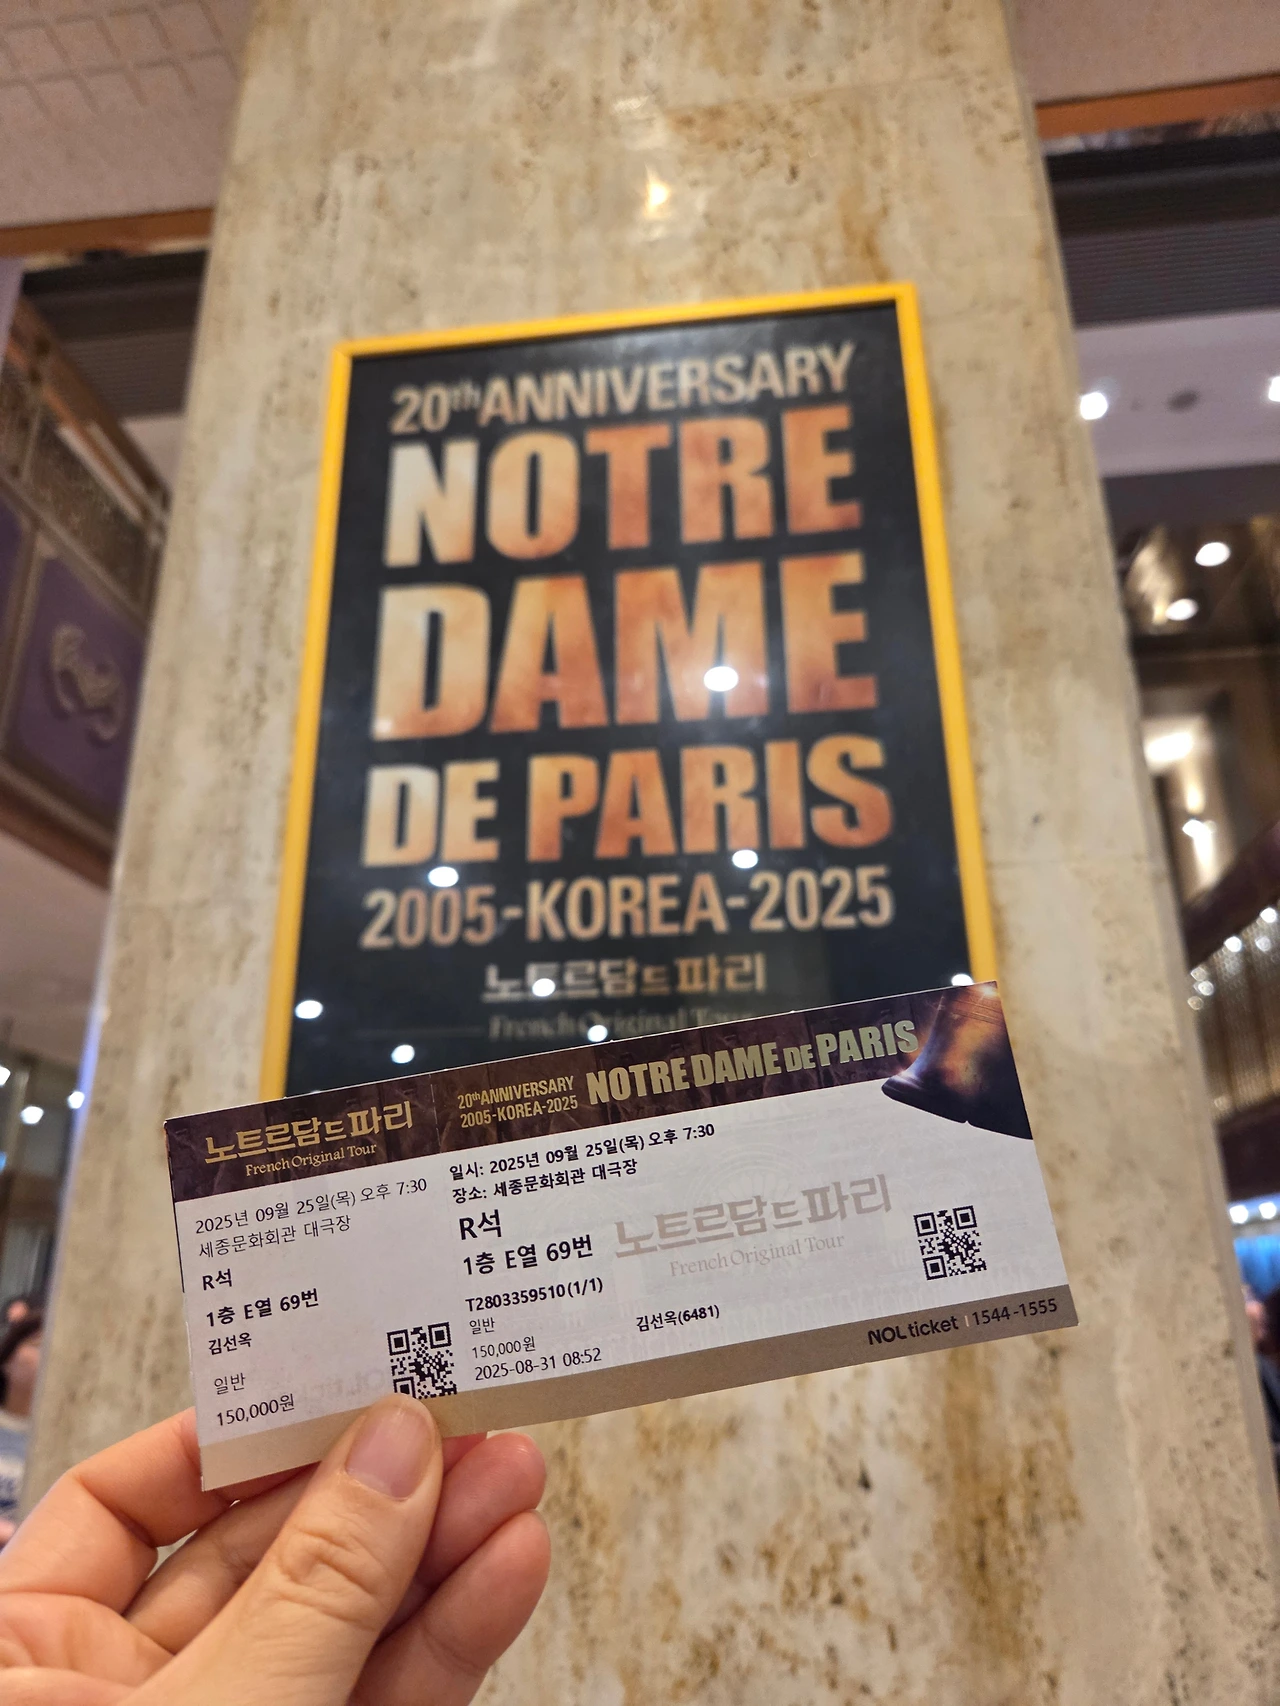 20th ANNIVERSARY
NOTRE
DAME
DE PARIS
2005-KOREA-2025
노트르담드파리
French Original Tour
노트르담드파리
French Original Tour
2025년 09월 25일(목) 오후 7:30
세종문화회관 대극장
R석
1층 E열 69번
김선옥
일반
150,000원
20thANNIVERSARY
2005-KOREA-2025
NOTRE DAME DE PARIS
일시: 2025년 09월 25일(목) 오후 7:30
장소: 세종문화회관 대극장
R석
1층 E열 69번
T2803359510(1/1)
일반
150,000원
2025-08-31 08:52
노트르담드파리
French Original Tour
김선옥(6481)
NOL ticket | 1544-1555